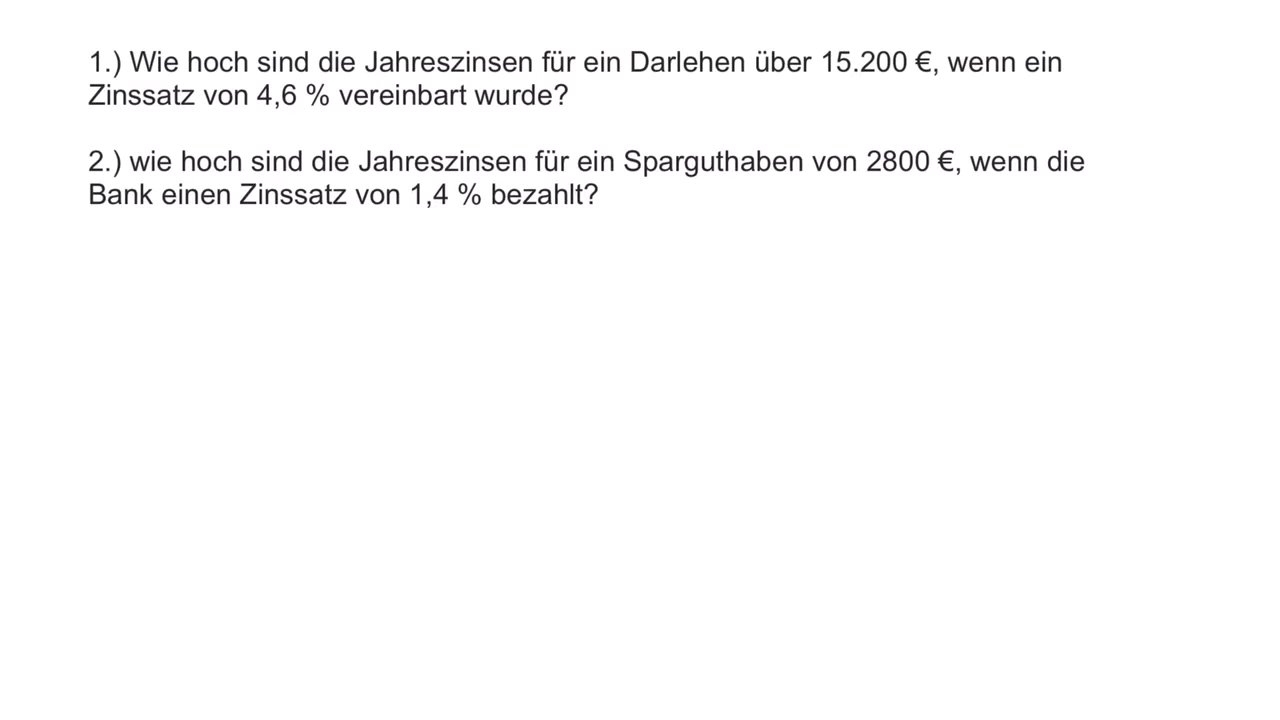 1.) Wie hoch sind die Jahreszinsen für ein Darlehen über 15.200 €, wenn ein
Zinssatz von 4,6 % vereinbart wurde?
2.) wie hoch sind die Jahreszinsen für ein Sparguthaben von 2800 €, wenn die
Bank einen Zinssatz von 1,4 % bezahlt?